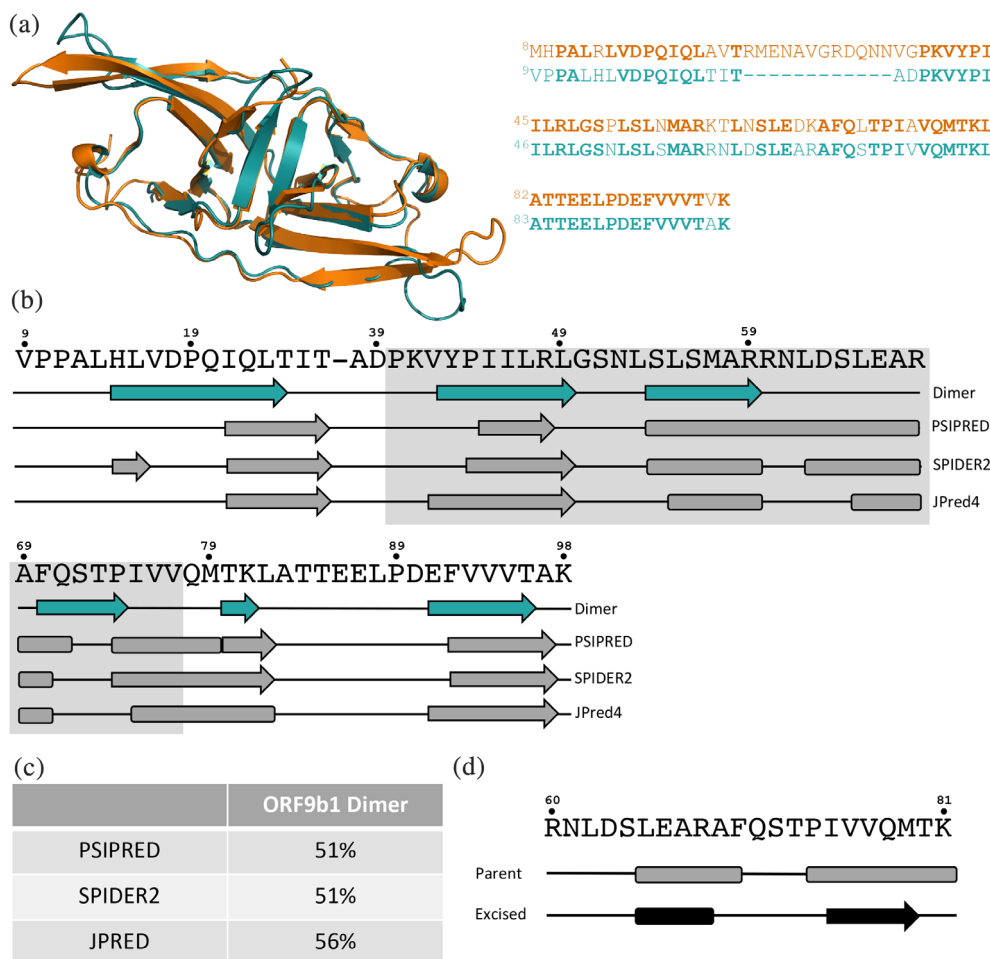 (a)
8MHPALRLVDPQIQLAVTRMENAVGRDQNNVGPKVYPI
9VPPALHLVDPQIQLTIT--------------ADPKVYPI
45ILRLGSPLSLNMARKTLNSLEDKAFQLTPIAVQMTKL
46ILRLGSNLSLSMARRNLDSLEARAFQSTPIVVQMTKL
82ATTEELPDEFVVVTVK
83ATTEELPDEFVVVTAK
(b)
9 19 39 49 59
VPPALHLVDPQIQLTIT-ADPKVYPIILRLGSNLSLSMARRNLDSLEAR
Dimer
PSIPRED
SPIDER2
JPred4
69 79 89 98
AFQSTPIVVQMTKLATTEELPDEFVVVTAK
Dimer
PSIPRED
SPIDER2
JPred4
(c)
ORF9b1 Dimer
PSIPRED 51%
SPIDER2 51%
JPRED 56%
(d)
60 81
RNLDSLEARAFQSTPIVVQMTK
Parent
Excised